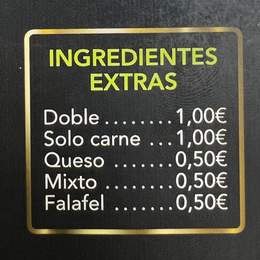 INGREDIENTES
EXTRAS
Doble ........ 1,00€
Solo carne ... 1,00€
Queso ........ 0,50€
Mixto ........ 0,50€
Falafel ...... 0,50€